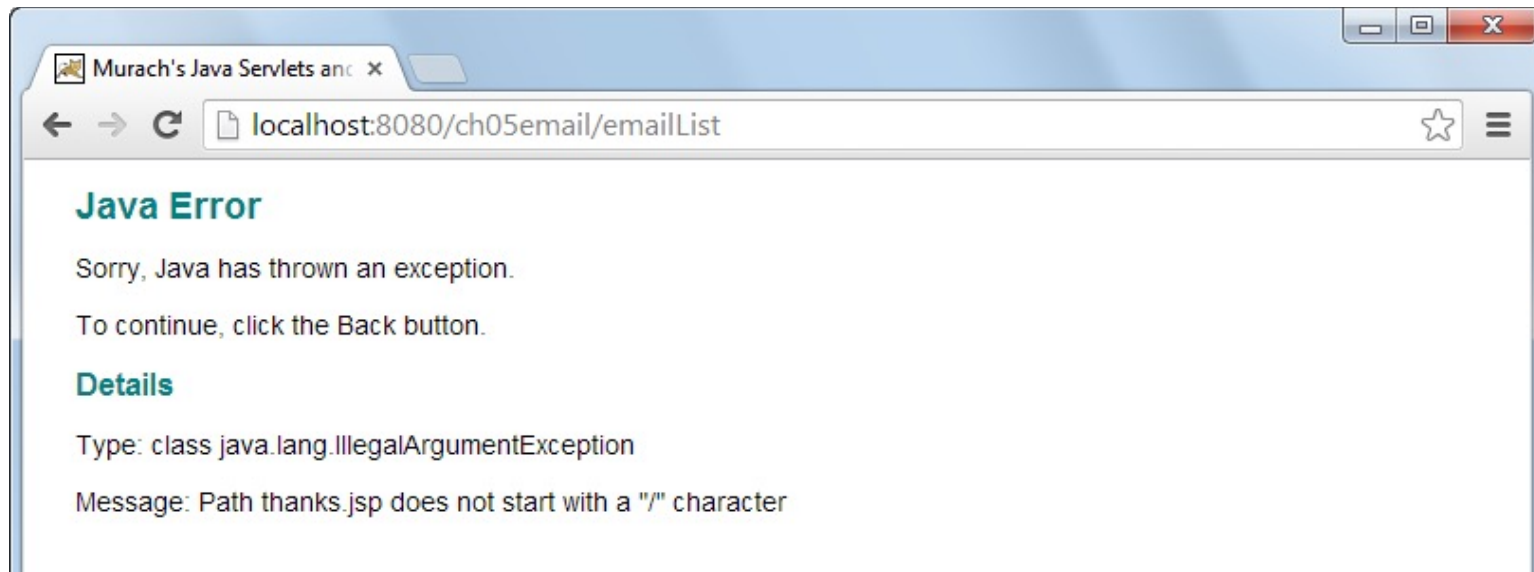 Murach's Java Servlets and
localhost:8080/ch05email/emailList
Java Error
Sorry, Java has thrown an exception.
To continue, click the Back button.
Details
Type: class java.lang.IllegalArgumentException
Message: Path thanks.jsp does not start with a "/" character